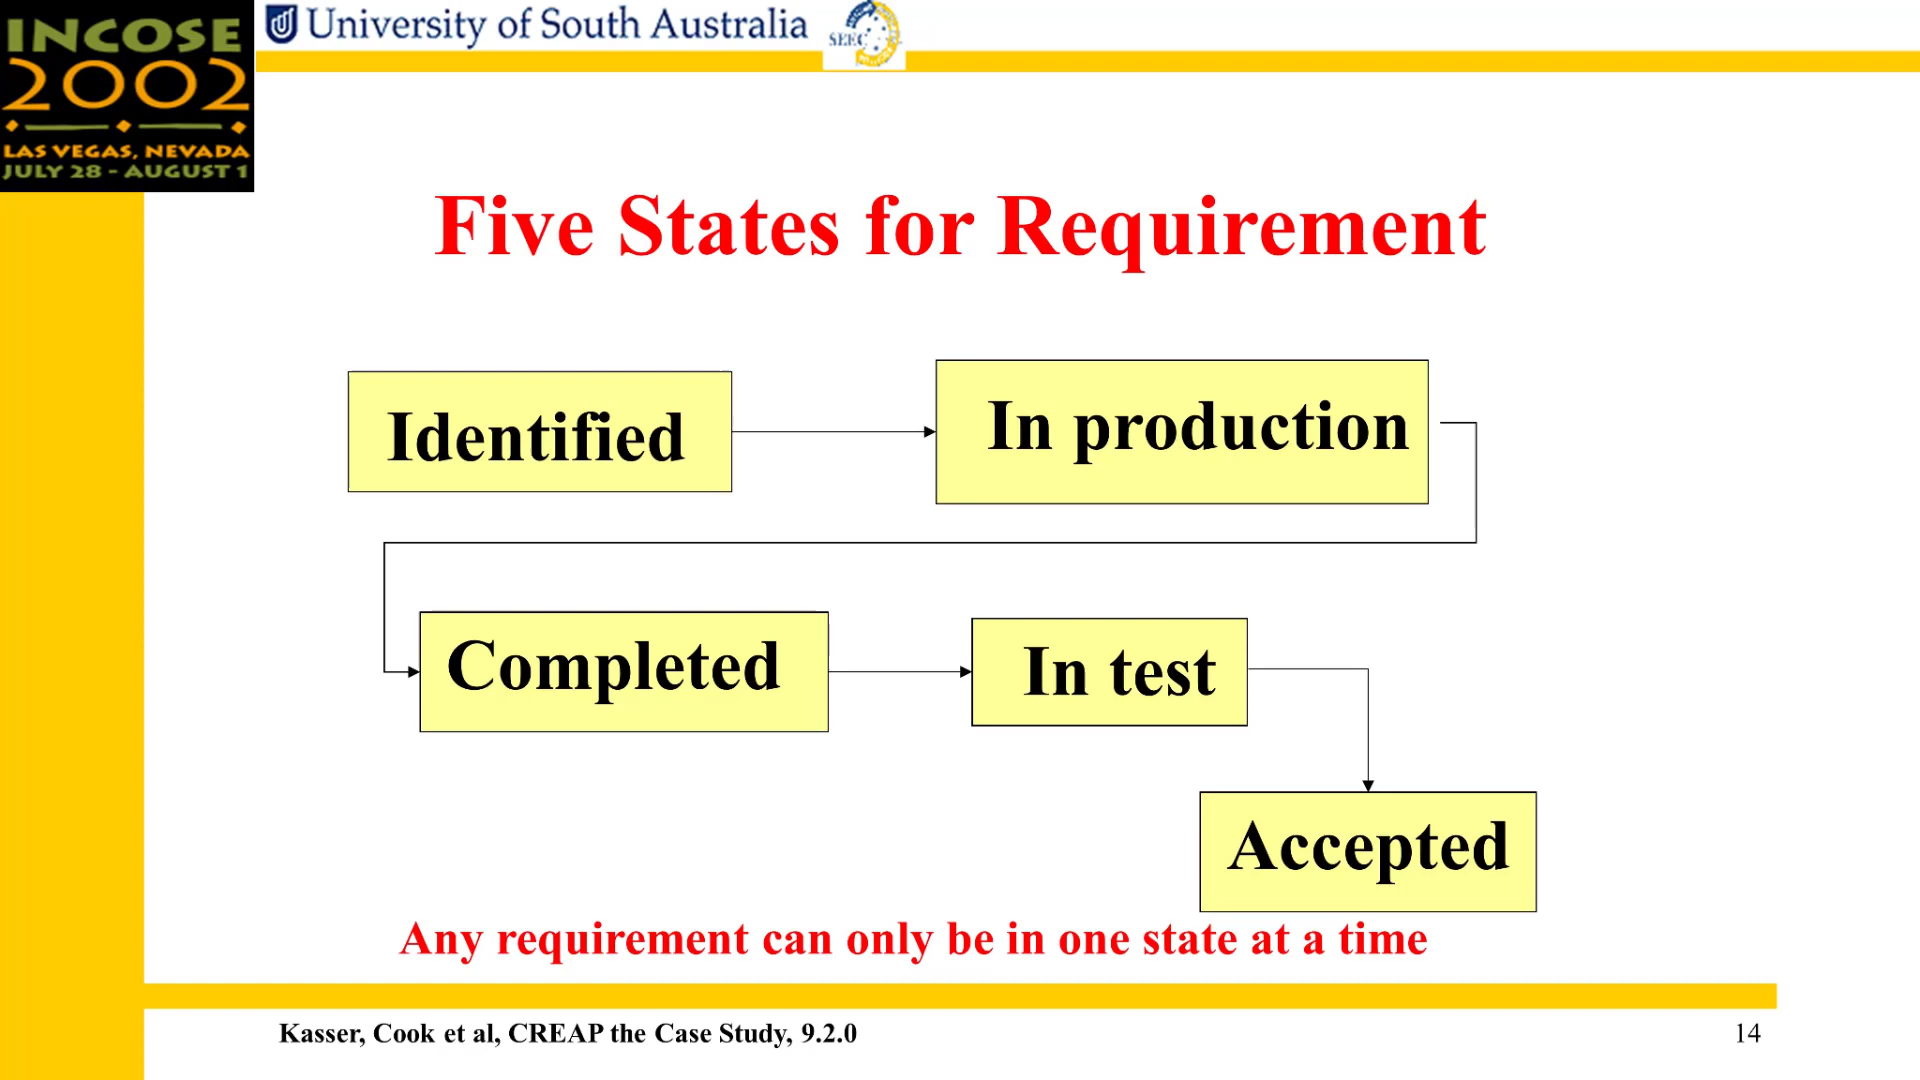 INCOSE
2002
LAS VEGAS, NEVADA
JULY 28 - AUGUST 1
University of South Australia
SEEC
Five States for Requirement
Identified
In production
Completed
In test
Accepted
Any requirement can only be in one state at a time
Kasser, Cook et al, CREAP the Case Study, 9.2.0
14